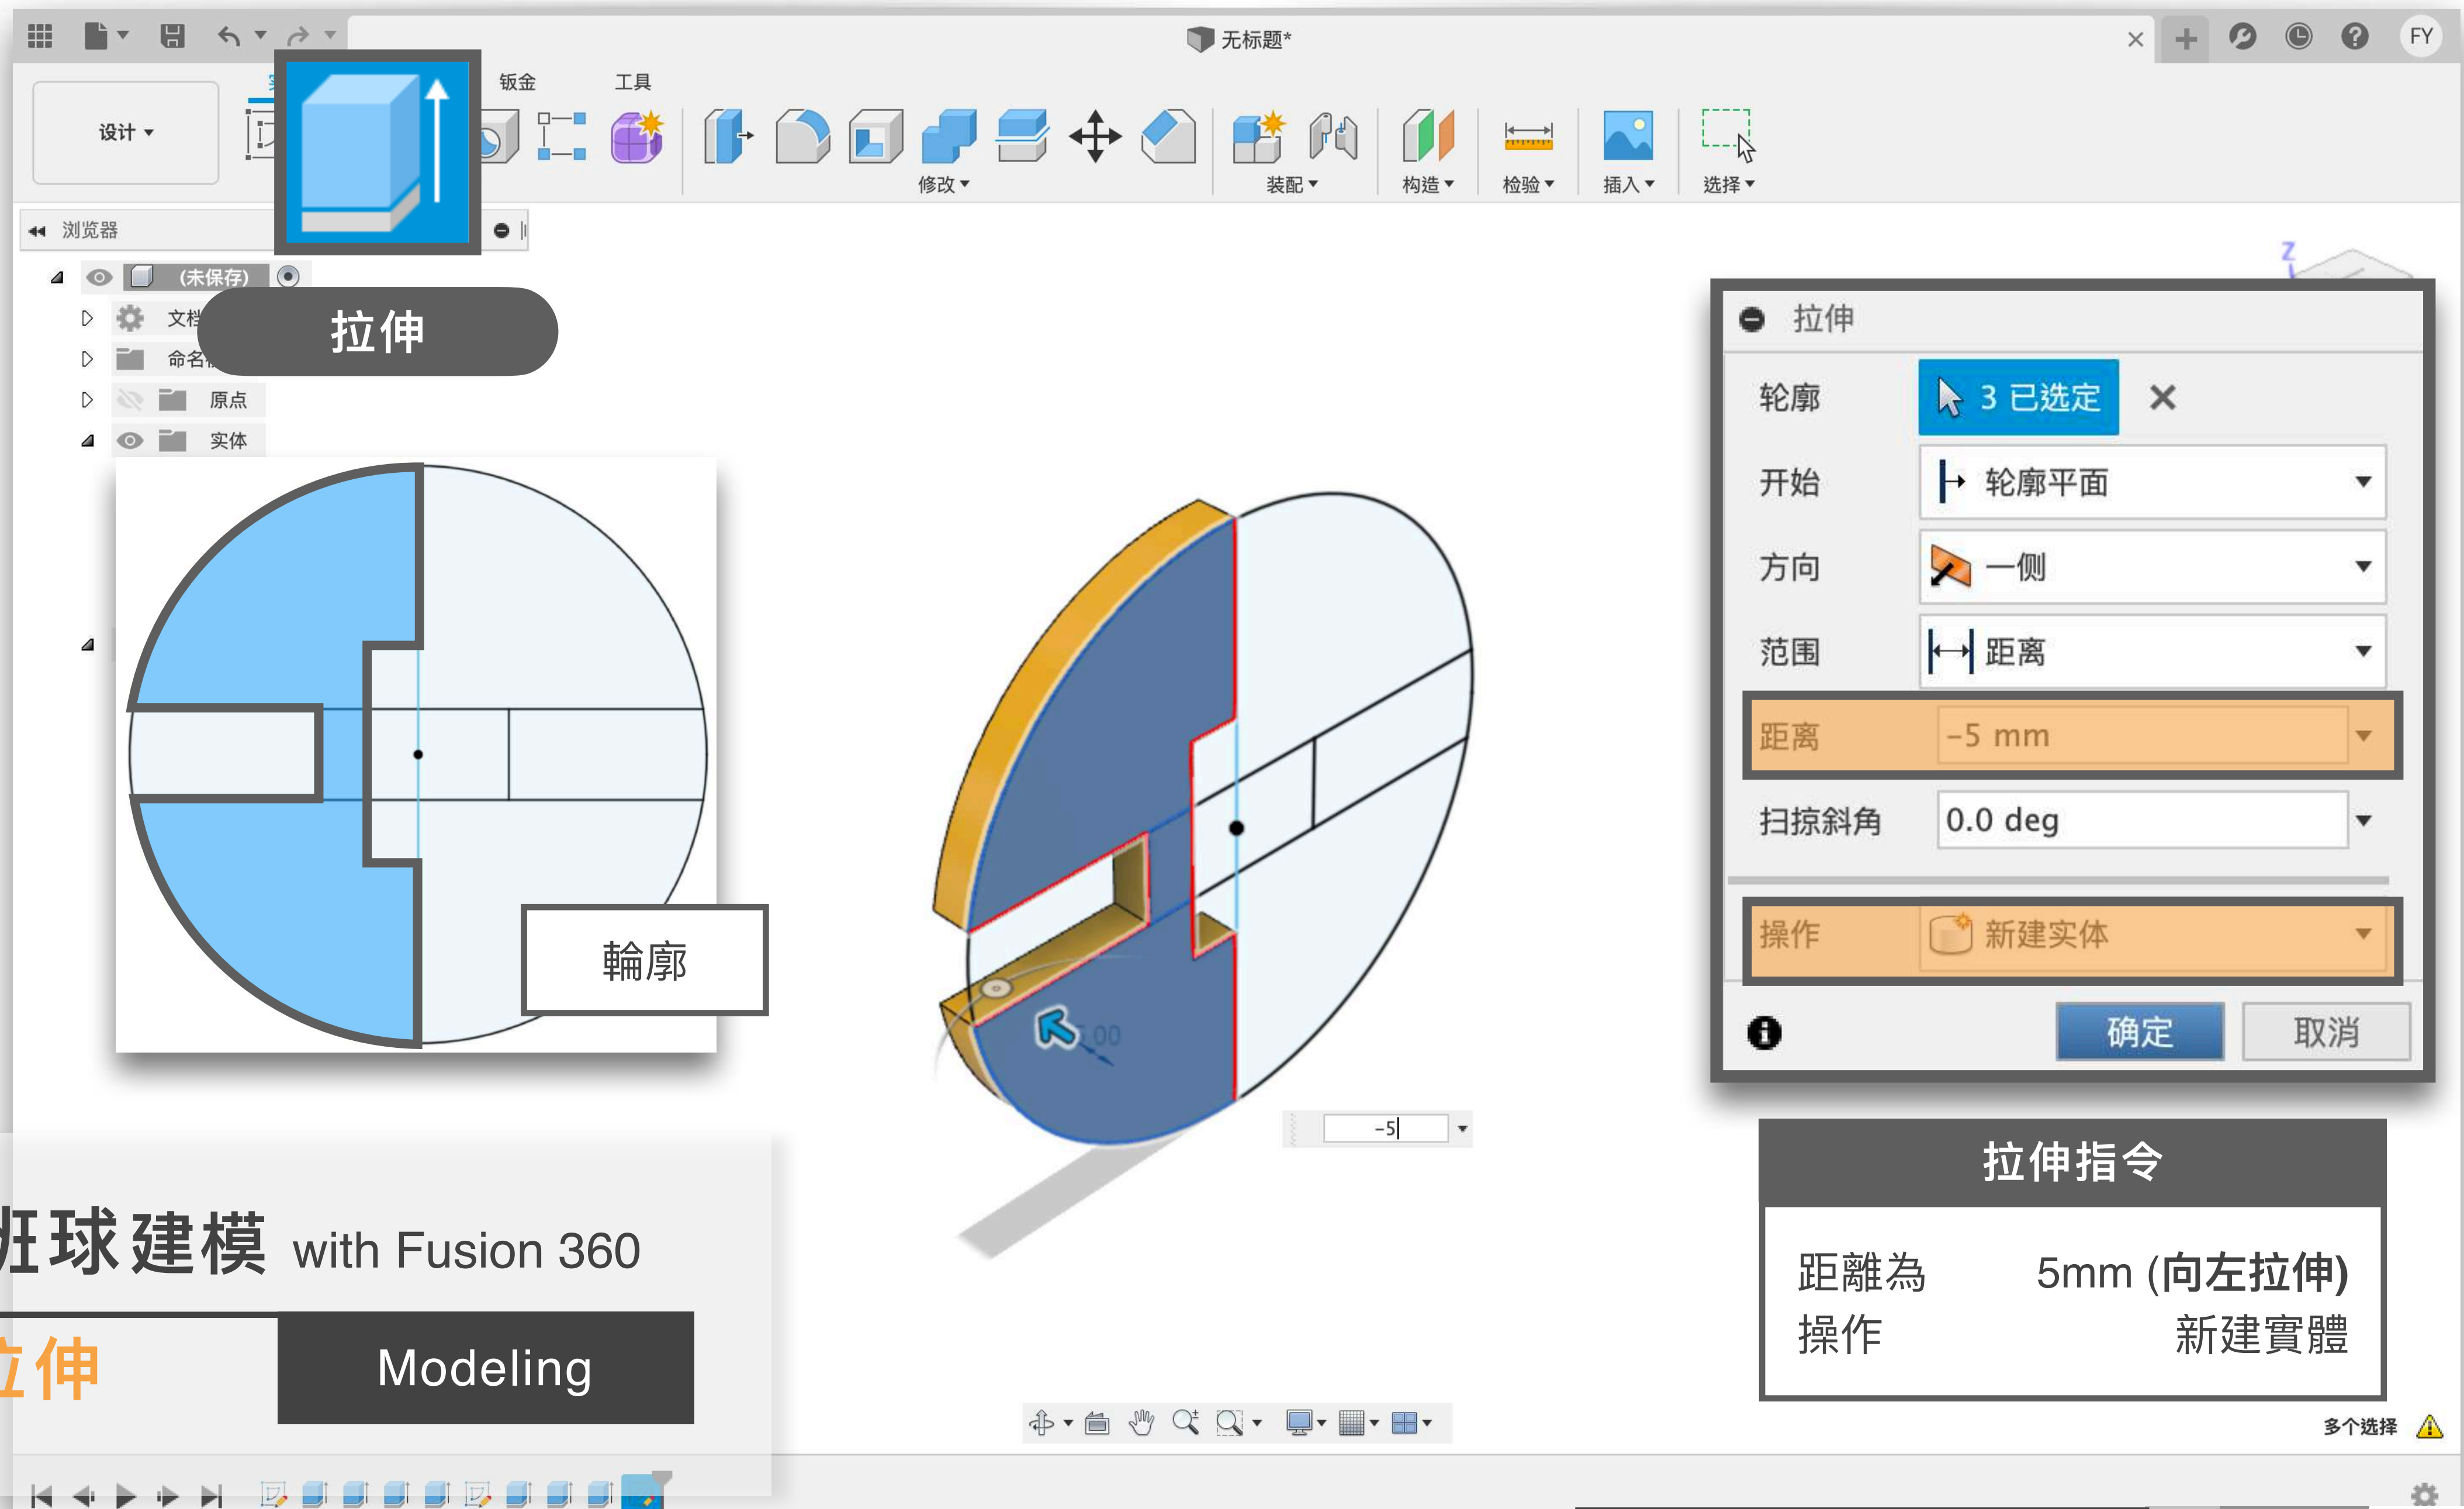 无标题*
FY
钣金
工具
设计
修改
装配
构造
检验
插入
选择
浏览器
(未保存)
文档
命名
原点
实体
拉伸
Z
輪廓
拉伸
轮廓 3 已选定
开始 轮廓平面
方向 一侧
范围 距离
距离 -5 mm
扫掠斜角 0.0 deg
操作 新建实体
确定 取消
5.00
-5
球建模 with Fusion 360
伸
Modeling
拉伸指令
距離為 5mm (向左拉伸)
操作 新建實體
多个选择